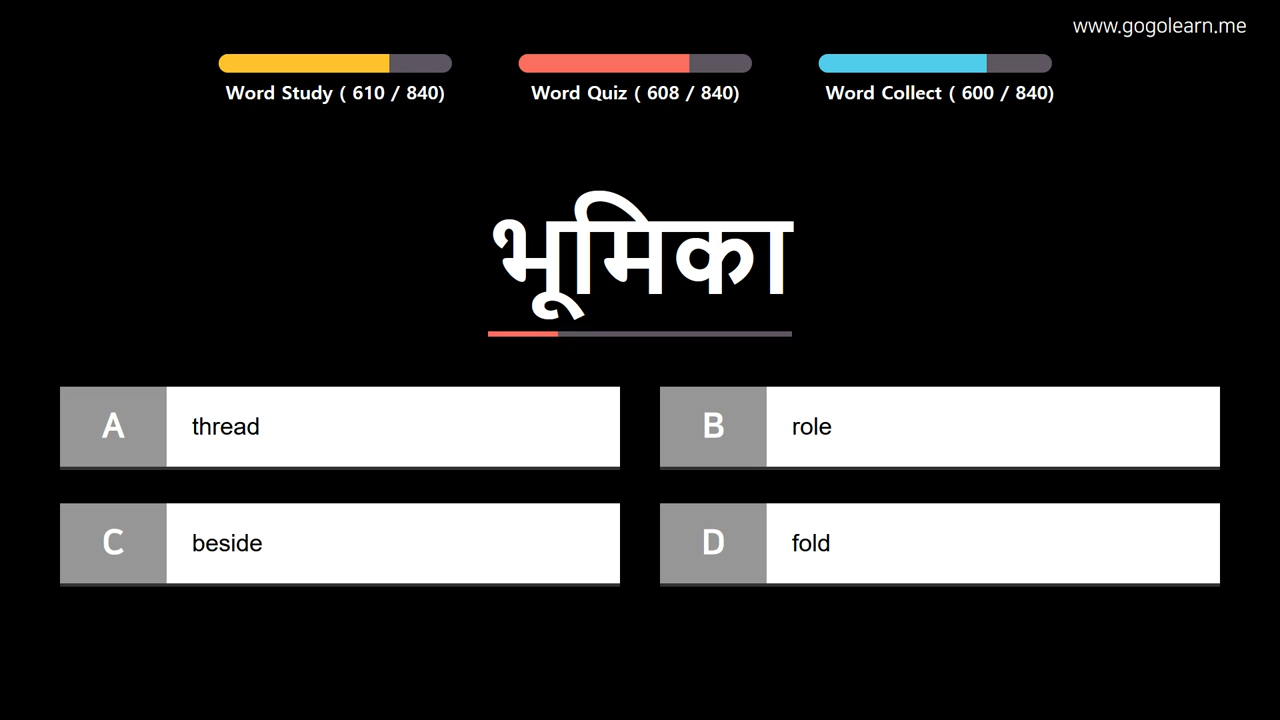 www.gogolearn.me
Word Study ( 610 / 840)
Word Quiz ( 608 / 840)
Word Collect ( 600 / 840)
भूमिका
A thread
B role
C beside
D fold